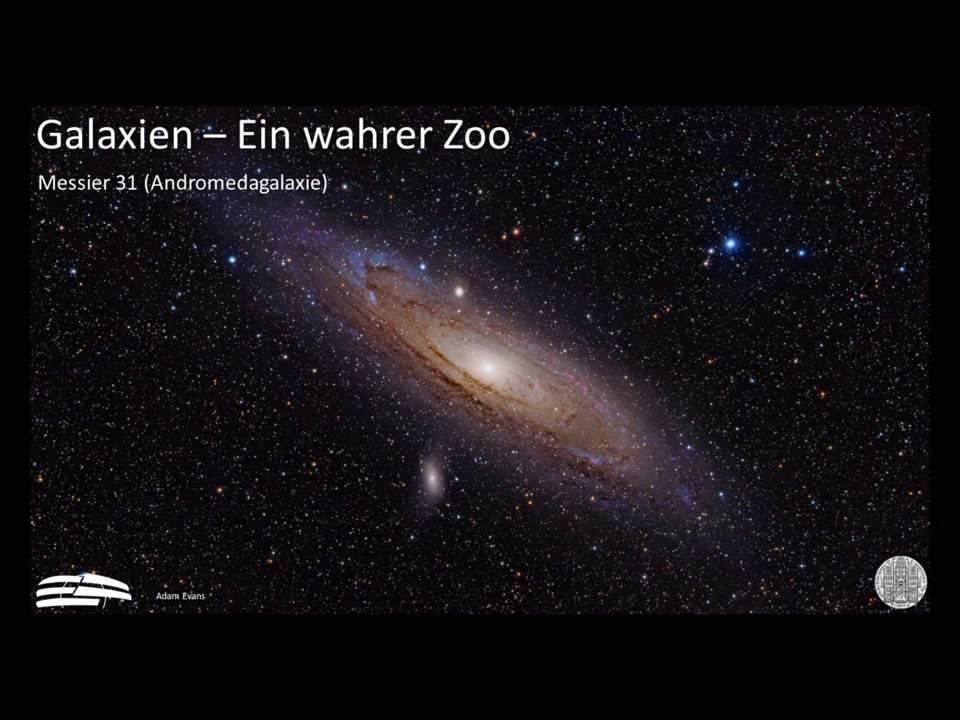 Galaxien – Ein wahrer Zoo
Messier 31 (Andromedagalaxie)
Adam Evans